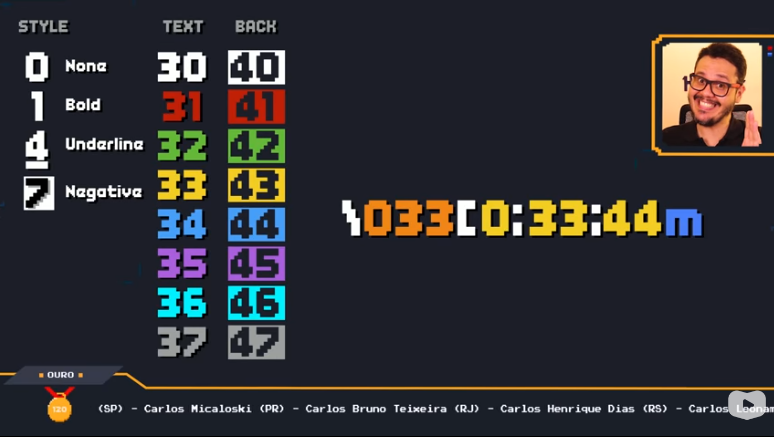 STYLE TEXT BACK
0 None 30 40
1 Bold 31 41
4 Underline 32 42
7 Negative 33 43
34 44
35 45
36 46
37 47
\033[0:33:44m
OURO
120
(SP) - Carlos Micaloski (PR) - Carlos Bruno Teixeira (RJ) - Carlos Henrique Dias (RS) - Carlos